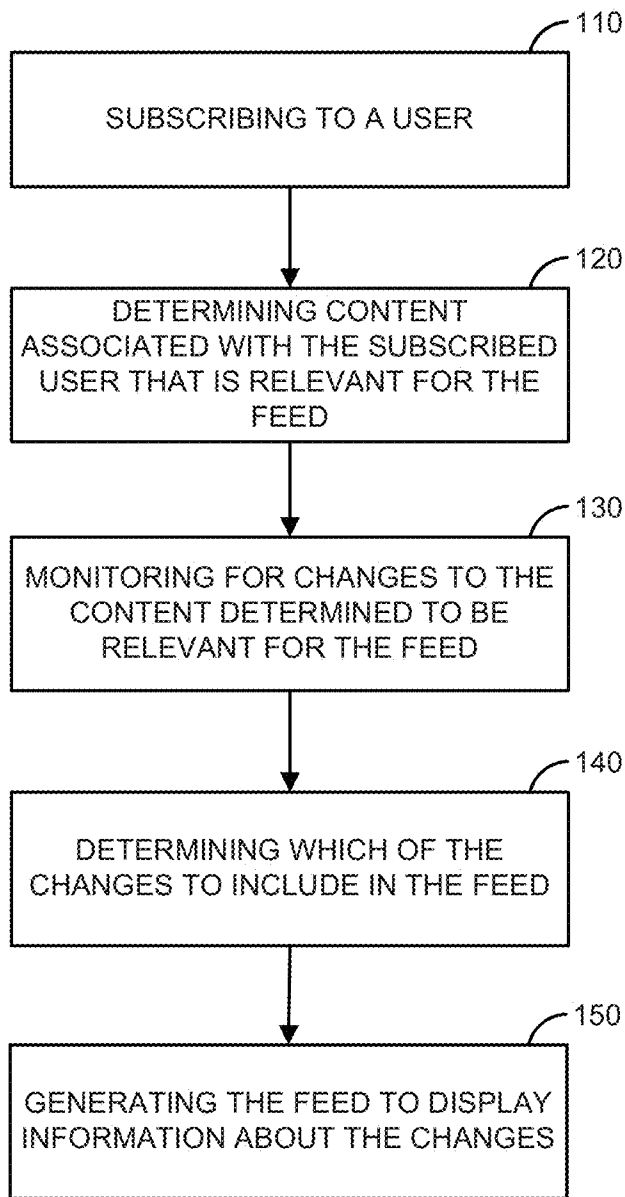 110
SUBSCRIBING TO A USER
120
DETERMINING CONTENT
ASSOCIATED WITH THE SUBSCRIBED
USER THAT IS RELEVANT FOR THE
FEED
130
MONITORING FOR CHANGES TO THE
CONTENT DETERMINED TO BE
RELEVANT FOR THE FEED
140
DETERMINING WHICH OF THE
CHANGES TO INCLUDE IN THE FEED
150
GENERATING THE FEED TO DISPLAY
INFORMATION ABOUT THE CHANGES